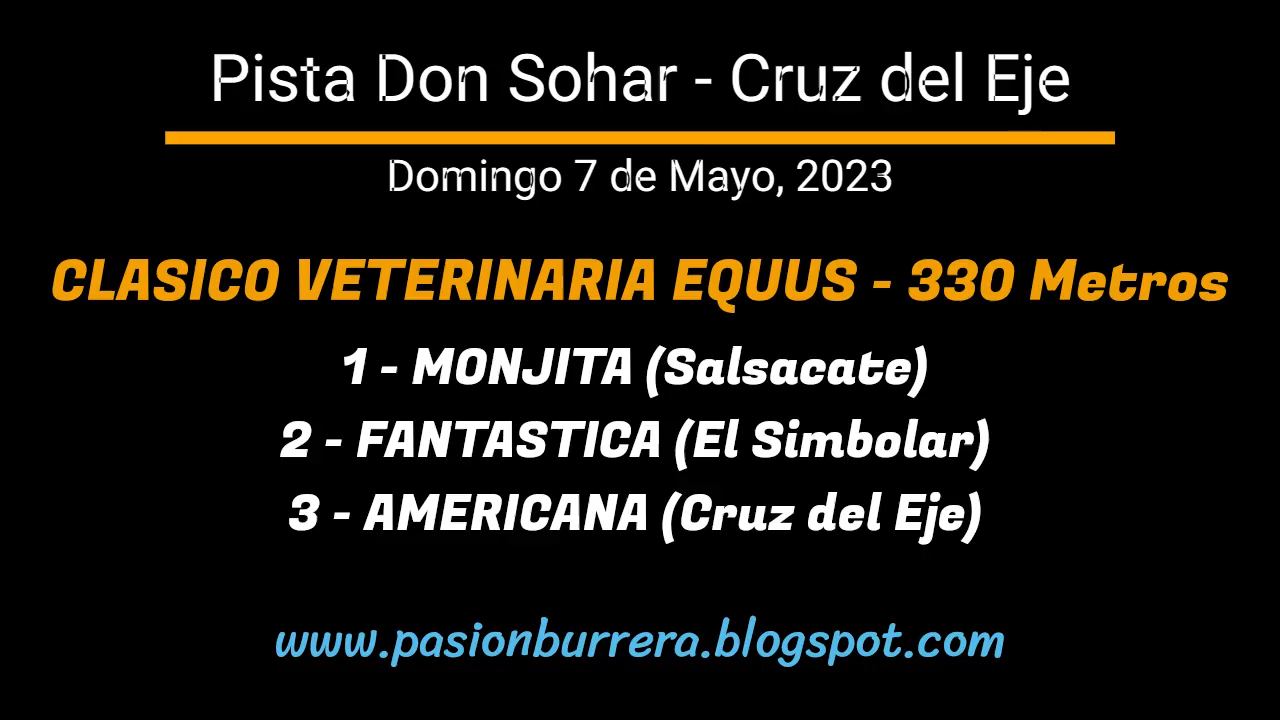 Pista Don Sohar - Cruz del Eje
Domingo 7 de Mayo, 2023
CLASICO VETERINARIA EQUUS - 330 Metros
1 - MONJITA (Salsacate)
2 - FANTASTICA (El Simbolar)
3 - AMERICANA (Cruz del Eje)
www.pasionburrera.blogspot.com